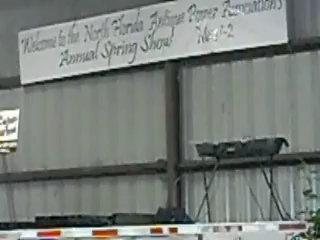 Welcome to the North Florida Antique Power Association's
Annual Spring Show!